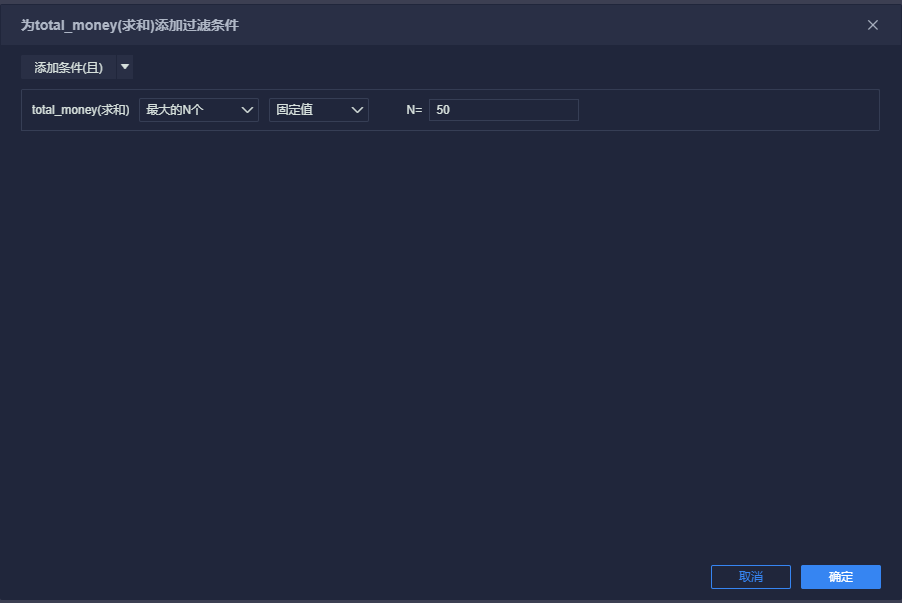 为total_money(求和)添加过滤条件
添加条件(且)
total_money(求和) 最大的N个 固定值 N= 50
取消 确定